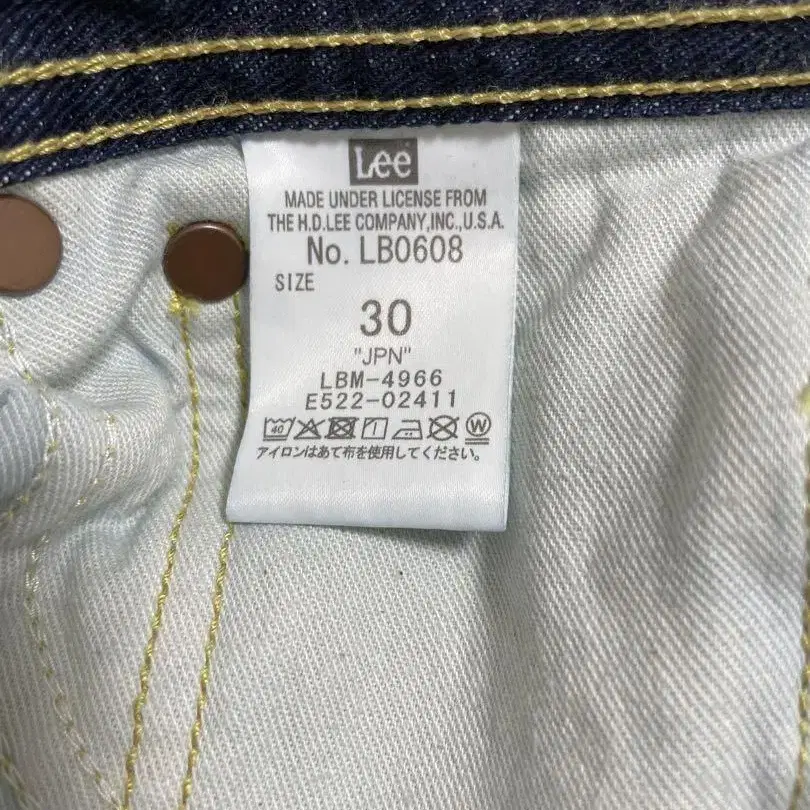 Lee
MADE UNDER LICENSE FROM
THE H.D.LEE COMPANY,INC.,U.S.A.
No. LB0608
SIZE
30
"JPN"
LBM-4966
E522-02411
40 W
アイロンはあて布を使用してください。